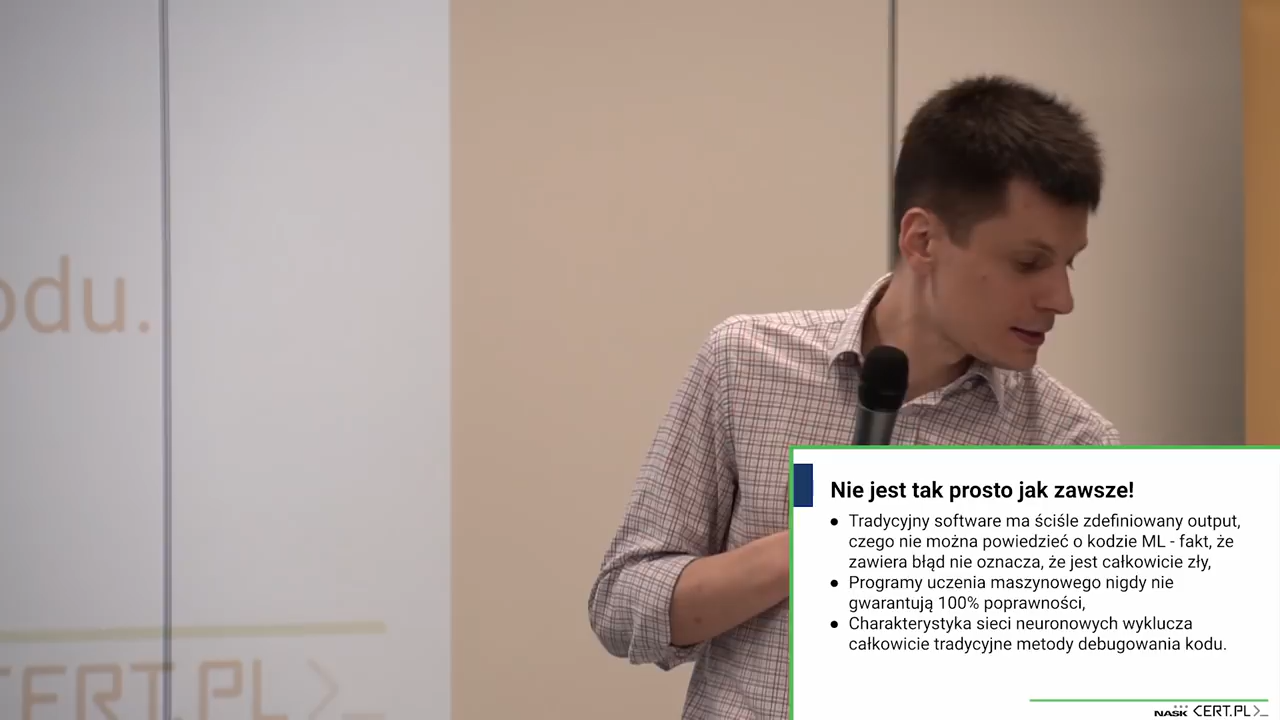 odu.
CERT.PL>_
Nie jest tak prosto jak zawsze!
● Tradycyjny software ma ściśle zdefiniowany output,
czego nie można powiedzieć o kodzie ML - fakt, że
zawiera błąd nie oznacza, że jest całkowicie zły,
● Programy uczenia maszynowego nigdy nie
gwarantują 100% poprawności,
● Charakterystyka sieci neuronowych wyklucza
całkowicie tradycyjne metody debugowania kodu.
NASK CERT.PL>_